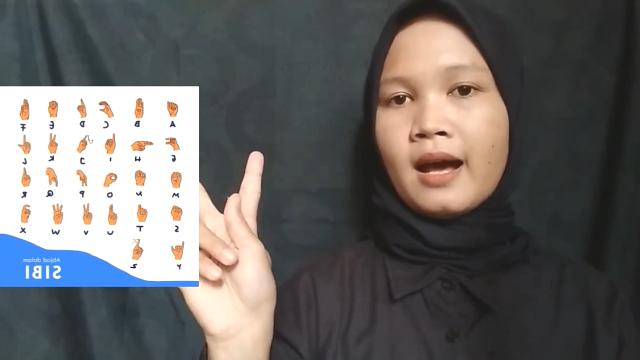 A B C D E F
G H I J K L
M N O P Q R
S T U V W X
Y Z
Abjad dalam
SIBI